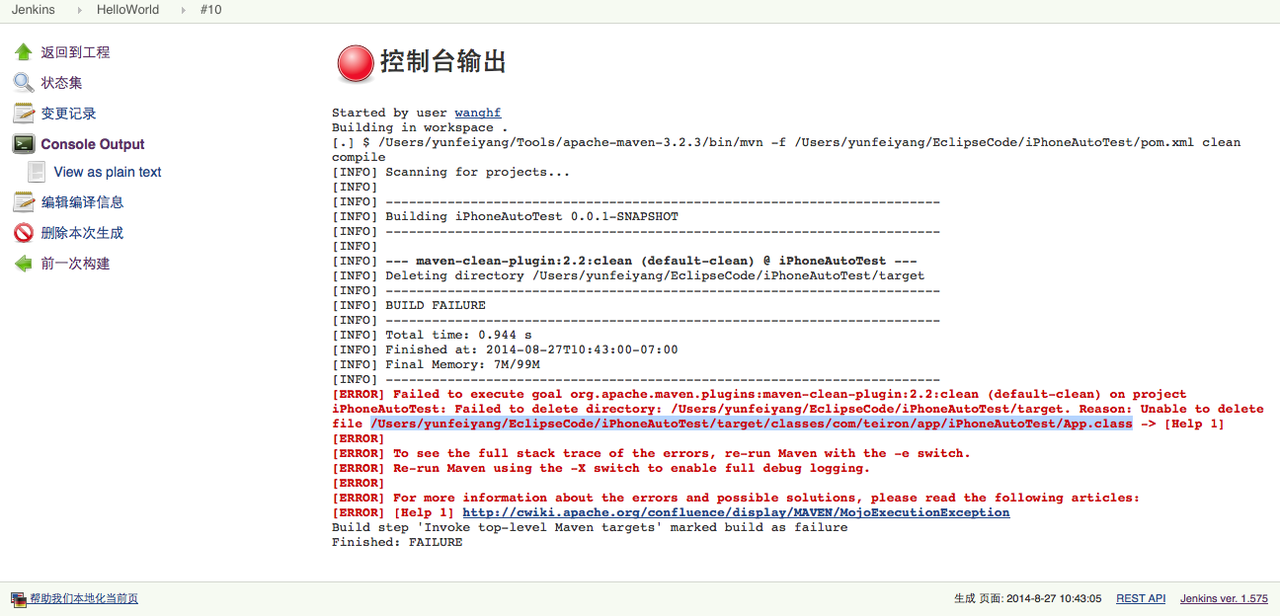 Jenkins HelloWorld #10
返回到工程
状态集
变更记录
Console Output
View as plain text
编辑编译信息
删除本次生成
前一次构建
控制台输出
Started by user wanghf
Building in workspace .
[.] $ /Users/yunfeiyang/Tools/apache-maven-3.2.3/bin/mvn -f /Users/yunfeiyang/EclipseCode/iPhoneAutoTest/pom.xml clean
compile
[INFO] Scanning for projects...
[INFO]
[INFO] ------------------------------------------------------------------------
[INFO] Building iPhoneAutoTest 0.0.1-SNAPSHOT
[INFO] ------------------------------------------------------------------------
[INFO]
[INFO] --- maven-clean-plugin:2.2:clean (default-clean) @ iPhoneAutoTest ---
[INFO] Deleting directory /Users/yunfeiyang/EclipseCode/iPhoneAutoTest/target
[INFO] ------------------------------------------------------------------------
[INFO] BUILD FAILURE
[INFO] ------------------------------------------------------------------------
[INFO] Total time: 0.944 s
[INFO] Finished at: 2014-08-27T10:43:00-07:00
[INFO] Final Memory: 7M/99M
[INFO] ------------------------------------------------------------------------
[ERROR] Failed to execute goal org.apache.maven.plugins:maven-clean-plugin:2.2:clean (default-clean) on project
iPhoneAutoTest: Failed to delete directory: /Users/yunfeiyang/EclipseCode/iPhoneAutoTest/target. Reason: Unable to delete
file /Users/yunfeiyang/EclipseCode/iPhoneAutoTest/target/classes/com/teiron/app/iPhoneAutoTest/App.class -> [Help 1]
[ERROR]
[ERROR] To see the full stack trace of the errors, re-run Maven with the -e switch.
[ERROR] Re-run Maven using the -X switch to enable full debug logging.
[ERROR]
[ERROR] For more information about the errors and possible solutions, please read the following articles:
[ERROR] [Help 1] http://cwiki.apache.org/confluence/display/MAVEN/MojoExecutionException
Build step 'Invoke top-level Maven targets' marked build as failure
Finished: FAILURE
帮助我们本地化当前页
生成 页面: 2014-8-27 10:43:05 REST API Jenkins ver. 1.575